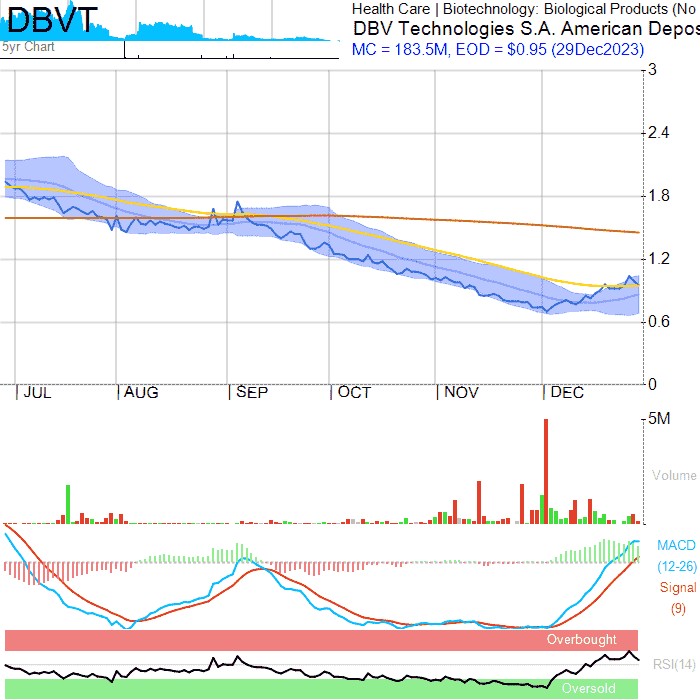 DBVT
5yr Chart
Health Care | Biotechnology: Biological Products (No
DBV Technologies S.A. American Depos
MC = 183.5M, EOD = $0.95 (29Dec2023)
3
2.4
1.8
1.2
0.6
0
JUL AUG SEP OCT NOV DEC
5M
Volume
MACD
(12-26)
Signal
(9)
Overbought
RSI(14)
Oversold